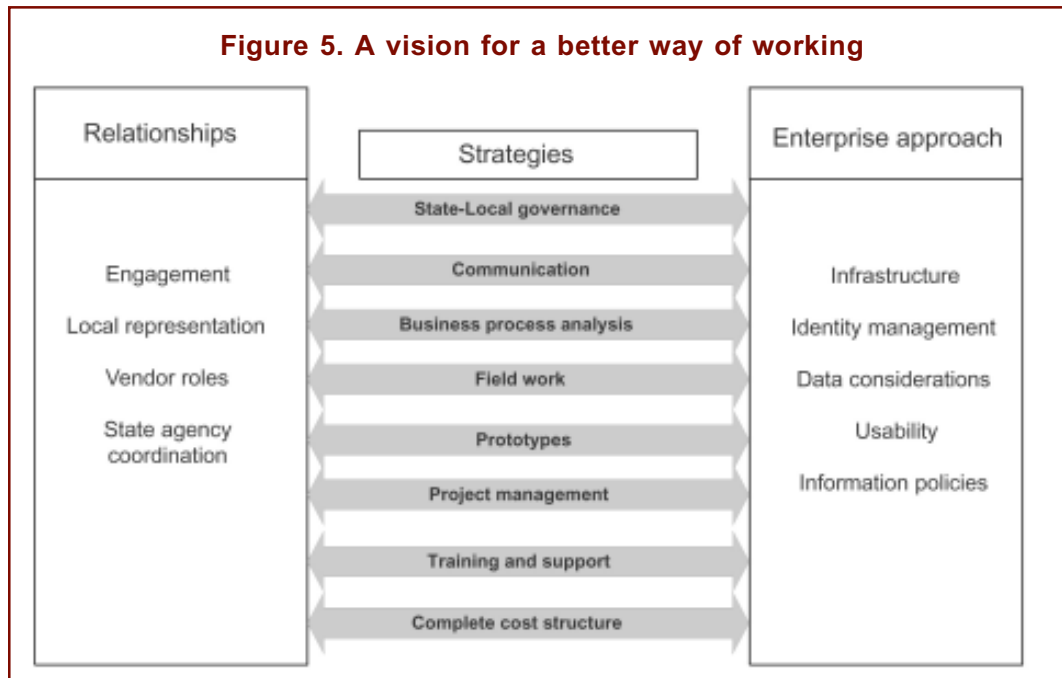 Figure 5. A vision for a better way of working
Relationships
Engagement
Local representation
Vendor roles
State agency
coordination
Strategies
State-Local governance
Communication
Business process analysis
Field work
Prototypes
Project management
Training and support
Complete cost structure
Enterprise approach
Infrastructure
Identity management
Data considerations
Usability
Information policies